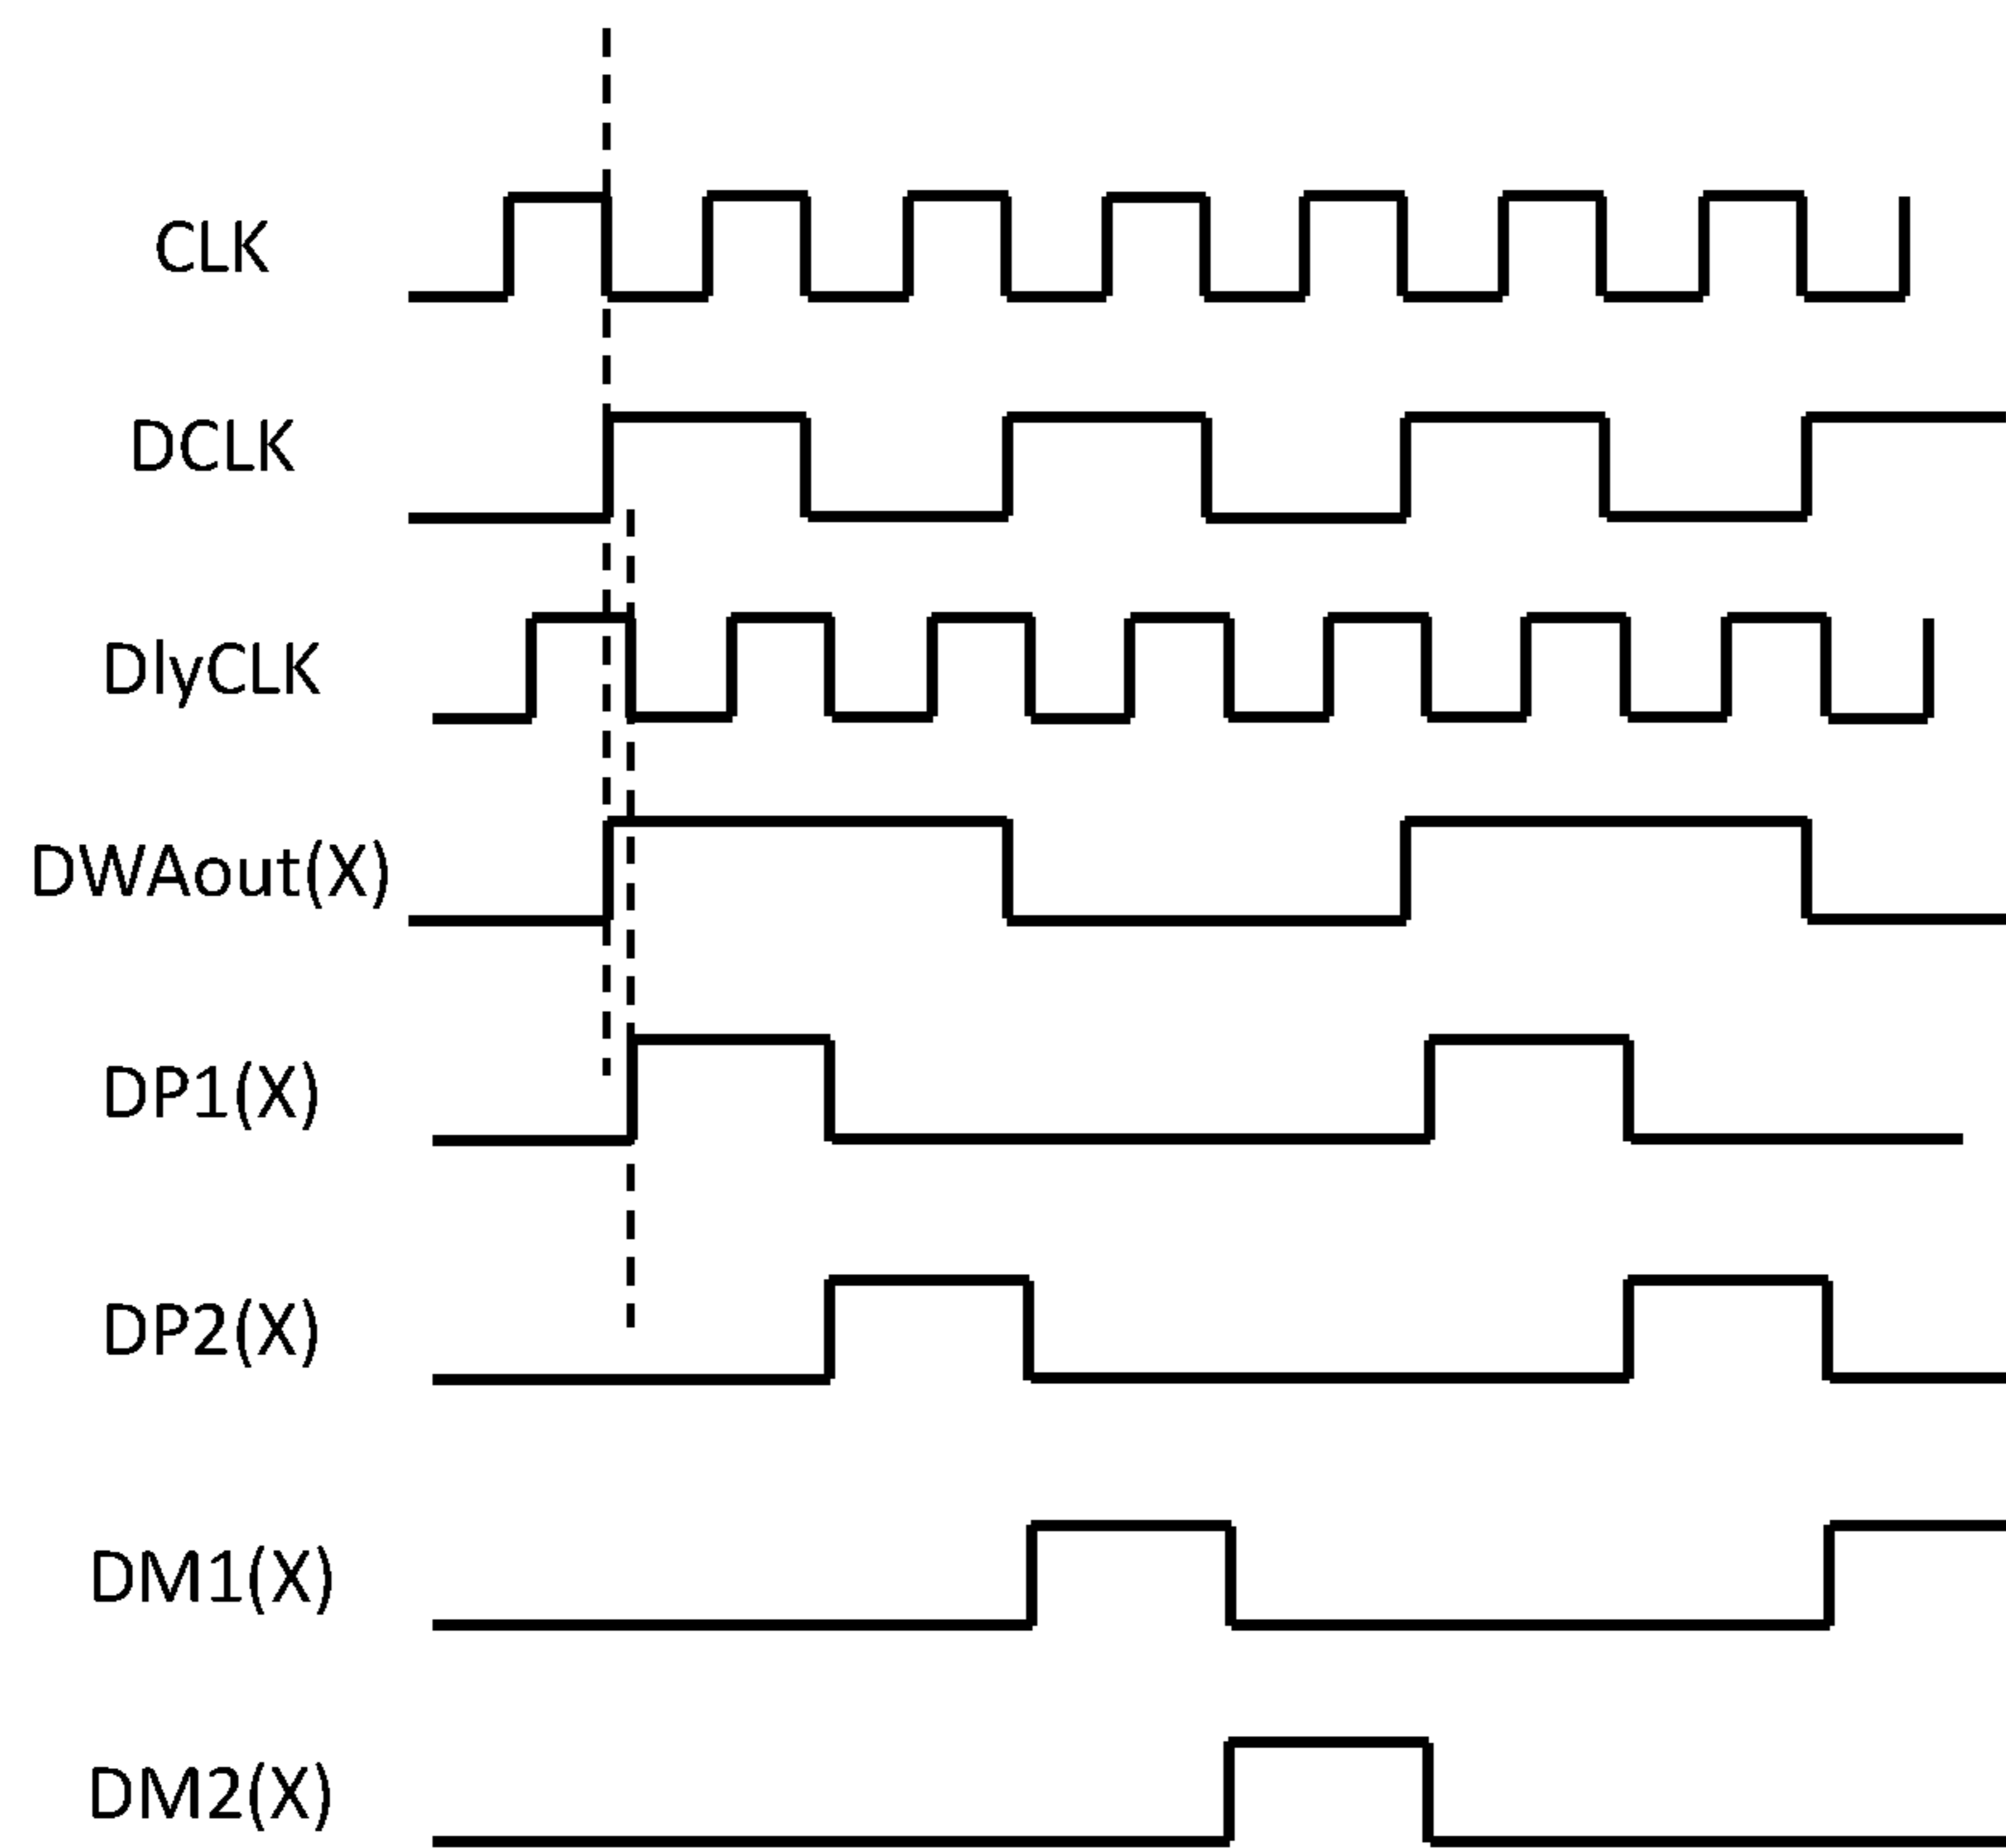 CLK
DCLK
DlyCLK
DWAout(X)
DP1(X)
DP2(X)
DM1(X)
DM2(X)